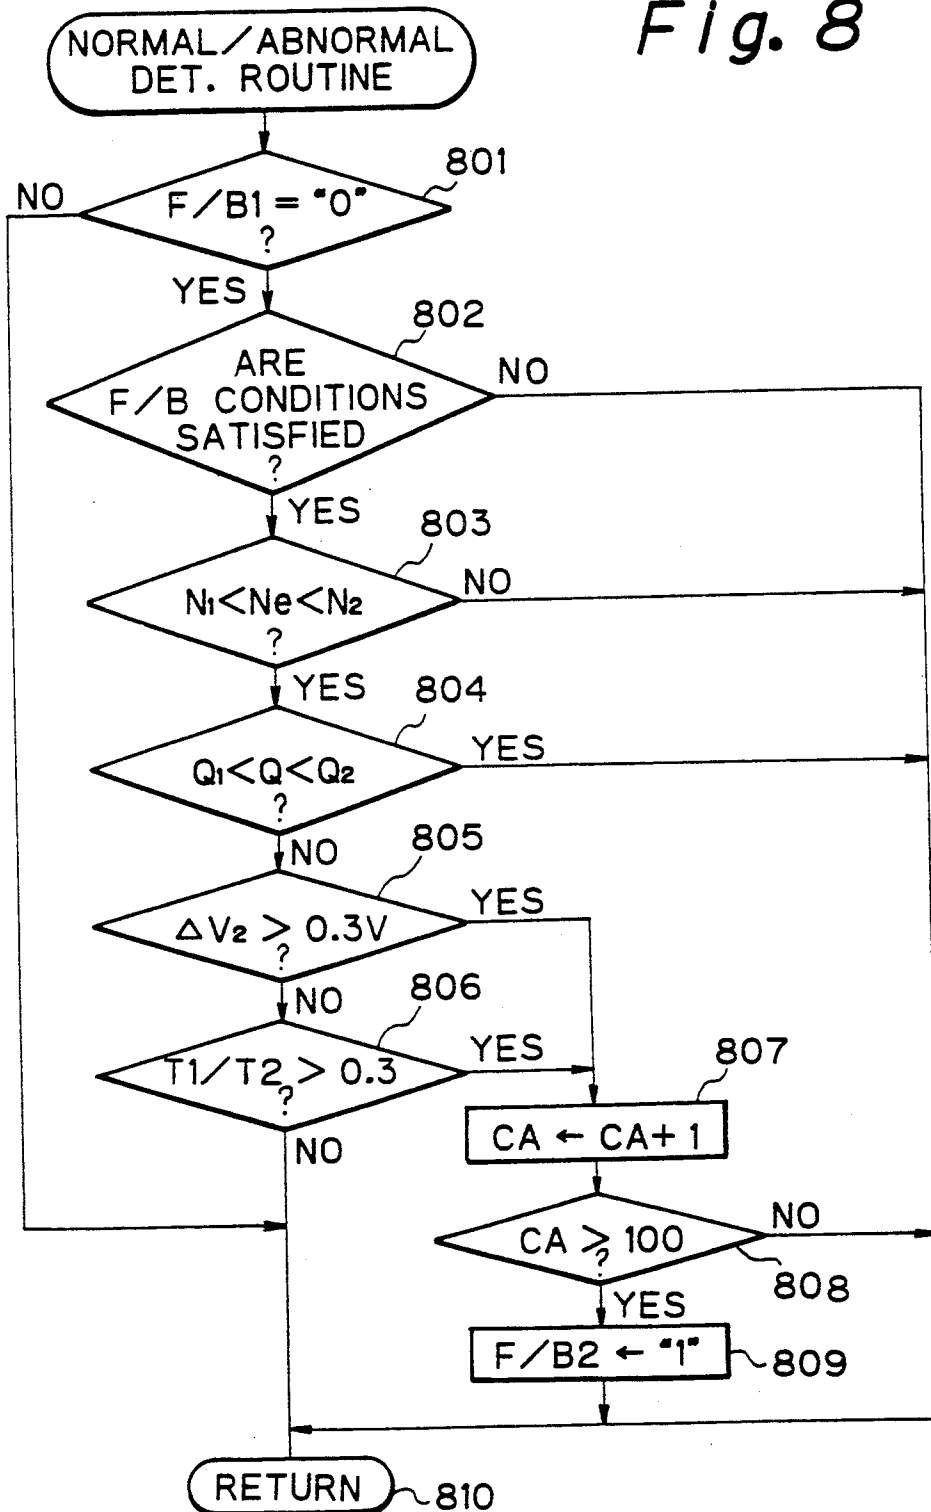 Fig. 8
NORMAL/ABNORMAL
DET. ROUTINE
801
NO
F/B1 = "0"
?
YES
802
ARE
F/B CONDITIONS
SATISFIED
?
NO
YES
803
N1<Ne<N2
?
NO
YES
804
Q1<Q<Q2
?
YES
NO
805
ΔV2 > 0.3V
?
YES
NO
806
T1/T2 > 0.3
?
YES
NO
807
CA ← CA+1
CA > 100
?
NO
808
YES
F/B2 ← "1"
809
RETURN
810